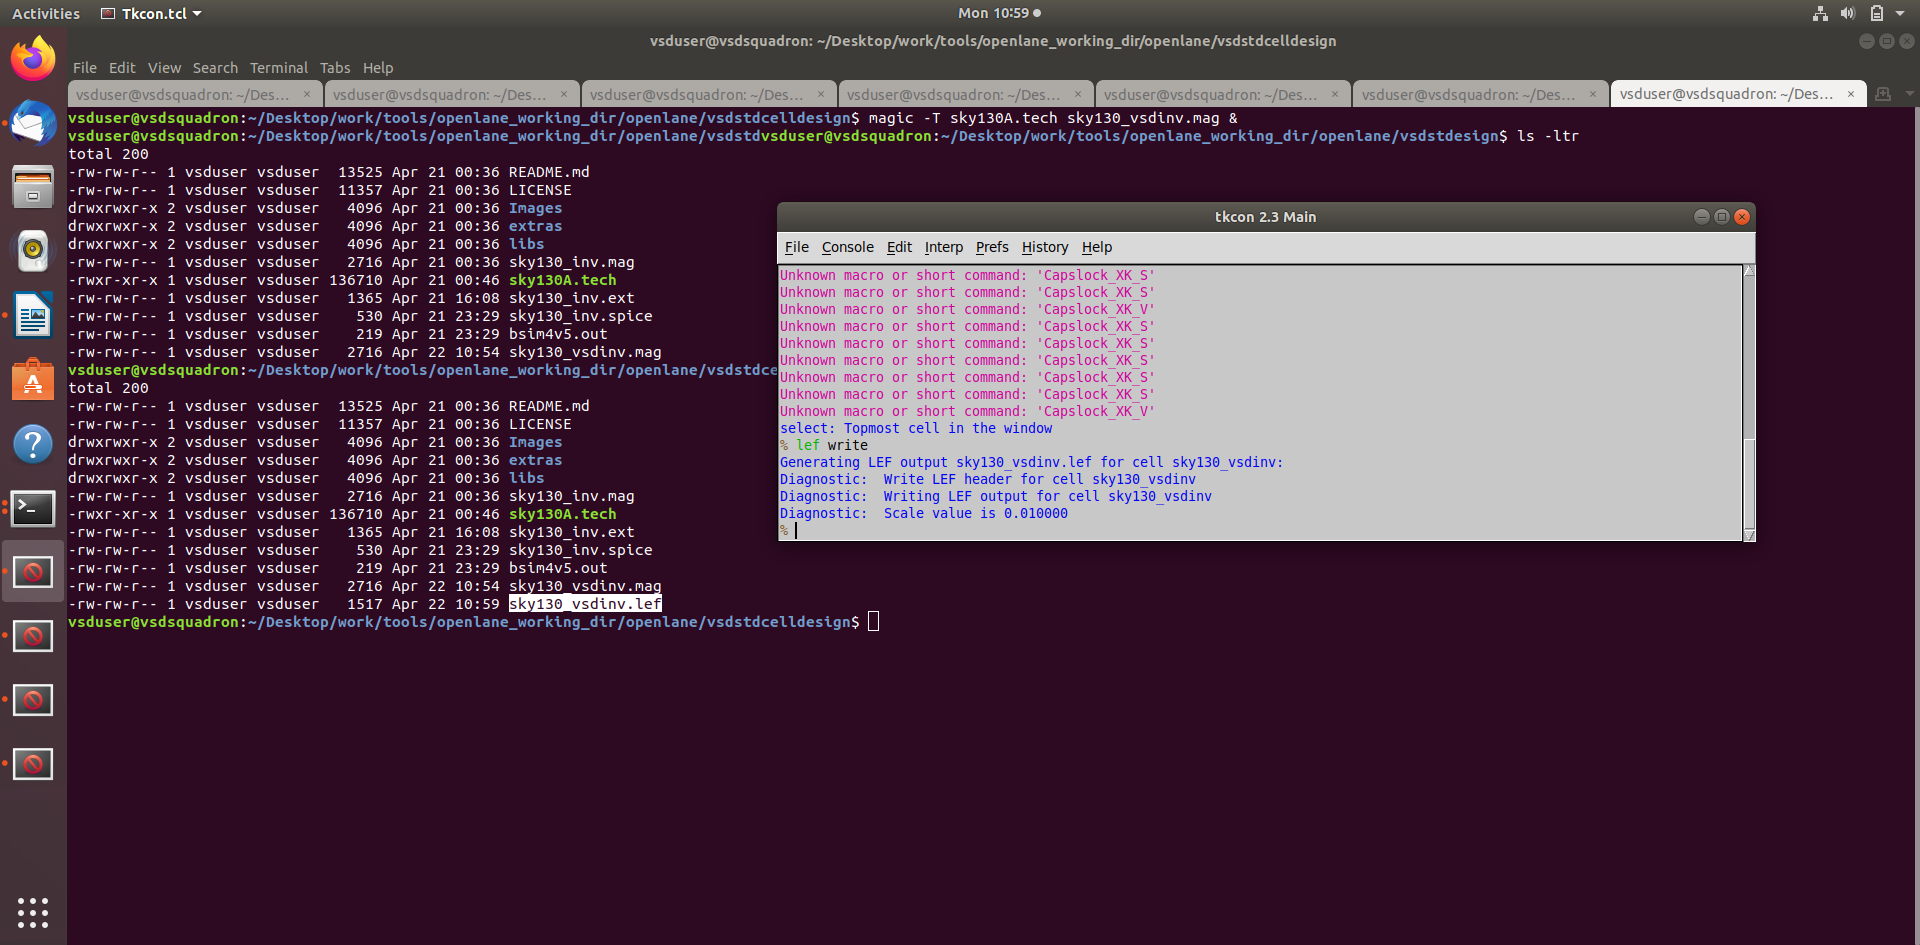 Activities Tkcon.tcl Mon 10:59
vsduser@vsdsquadron: ~/Desktop/work/tools/openlane_working_dir/openlane/vsdstdcelldesign
File Edit View Search Terminal Tabs Help
vsduser@vsdsquadron: ~/Des... × vsduser@vsdsquadron: ~/Des... × vsduser@vsdsquadron: ~/Des... × vsduser@vsdsquadron: ~/Des... × vsduser@vsdsquadron: ~/Des... × vsduser@vsdsquadron: ~/Des... × vsduser@vsdsquadron: ~/Des... ×
vsduser@vsdsquadron:~/Desktop/work/tools/openlane_working_dir/openlane/vsdstdcelldesign$ magic -T sky130A.tech sky130_vsdinv.mag &
vsduser@vsdsquadron:~/Desktop/work/tools/openlane_working_dir/openlane/vsdstdvsduser@vsdsquadron:~/Desktop/work/tools/openlane_working_dir/openlane/vsdstdesign$ ls -ltr
total 200
-rw-rw-r-- 1 vsduser vsduser 13525 Apr 21 00:36 README.md
-rw-rw-r-- 1 vsduser vsduser 11357 Apr 21 00:36 LICENSE
drwxrwxr-x 2 vsduser vsduser 4096 Apr 21 00:36 Images
drwxrwxr-x 2 vsduser vsduser 4096 Apr 21 00:36 extras
drwxrwxr-x 2 vsduser vsduser 4096 Apr 21 00:36 libs
-rw-rw-r-- 1 vsduser vsduser 2716 Apr 21 00:36 sky130_inv.mag
-rwxr-xr-x 1 vsduser vsduser 136710 Apr 21 00:46 sky130A.tech
-rw-rw-r-- 1 vsduser vsduser 1365 Apr 21 16:08 sky130_inv.ext
-rw-rw-r-- 1 vsduser vsduser 530 Apr 21 23:29 sky130_inv.spice
-rw-rw-r-- 1 vsduser vsduser 219 Apr 21 23:29 bsim4v5.out
-rw-rw-r-- 1 vsduser vsduser 2716 Apr 22 10:54 sky130_vsdinv.mag
vsduser@vsdsquadron:~/Desktop/work/tools/openlane_working_dir/openlane/vsdstdce
total 200
-rw-rw-r-- 1 vsduser vsduser 13525 Apr 21 00:36 README.md
-rw-rw-r-- 1 vsduser vsduser 11357 Apr 21 00:36 LICENSE
drwxrwxr-x 2 vsduser vsduser 4096 Apr 21 00:36 Images
drwxrwxr-x 2 vsduser vsduser 4096 Apr 21 00:36 extras
drwxrwxr-x 2 vsduser vsduser 4096 Apr 21 00:36 libs
-rw-rw-r-- 1 vsduser vsduser 2716 Apr 21 00:36 sky130_inv.mag
-rwxr-xr-x 1 vsduser vsduser 136710 Apr 21 00:46 sky130A.tech
-rw-rw-r-- 1 vsduser vsduser 1365 Apr 21 16:08 sky130_inv.ext
-rw-rw-r-- 1 vsduser vsduser 530 Apr 21 23:29 sky130_inv.spice
-rw-rw-r-- 1 vsduser vsduser 219 Apr 21 23:29 bsim4v5.out
-rw-rw-r-- 1 vsduser vsduser 2716 Apr 22 10:54 sky130_vsdinv.mag
-rw-rw-r-- 1 vsduser vsduser 1517 Apr 22 10:59 sky130_vsdinv.lef
vsduser@vsdsquadron:~/Desktop/work/tools/openlane_working_dir/openlane/vsdstdcelldesign$
tkcon 2.3 Main
File Console Edit Interp Prefs History Help
Unknown macro or short command: 'Capslock_XK_S'
Unknown macro or short command: 'Capslock_XK_S'
Unknown macro or short command: 'Capslock_XK_V'
Unknown macro or short command: 'Capslock_XK_S'
Unknown macro or short command: 'Capslock_XK_S'
Unknown macro or short command: 'Capslock_XK_S'
Unknown macro or short command: 'Capslock_XK_S'
Unknown macro or short command: 'Capslock_XK_S'
Unknown macro or short command: 'Capslock_XK_V'
select: Topmost cell in the window
% lef write
Generating LEF output sky130_vsdinv.lef for cell sky130_vsdinv:
Diagnostic: Write LEF header for cell sky130_vsdinv
Diagnostic: Writing LEF output for cell sky130_vsdinv
Diagnostic: Scale value is 0.010000
%